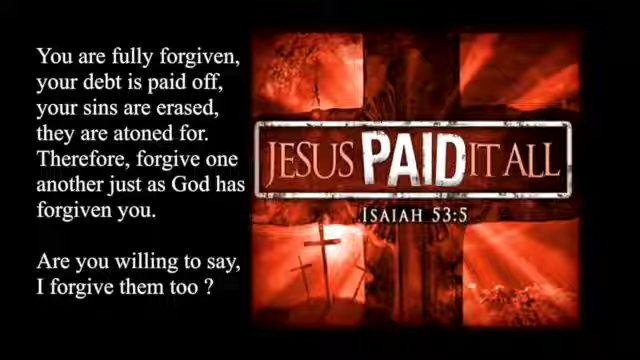 You are fully forgiven,
your debt is paid off,
your sins are erased,
they are atoned for.
Therefore, forgive one
another just as God has
forgiven you.
Are you willing to say,
I forgive them too ?
JESUS PAID IT ALL
ISAIAH 53:5